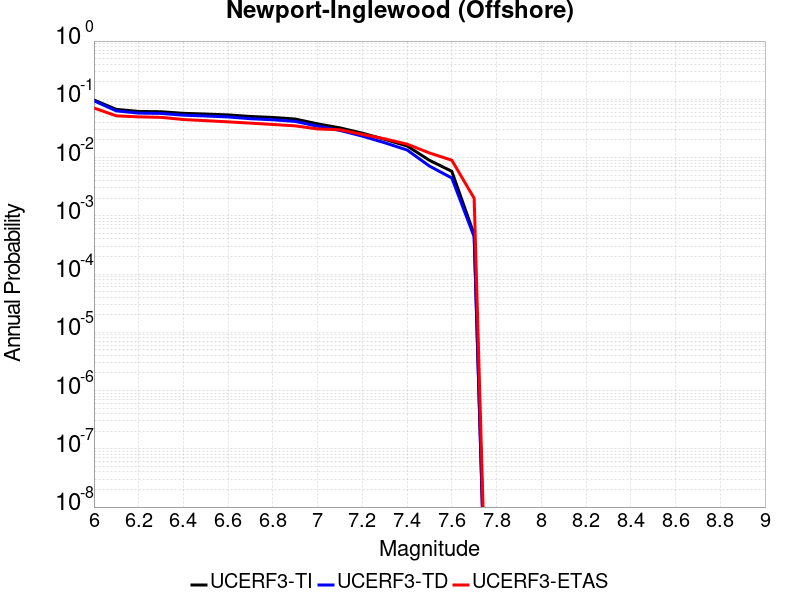 Newport-Inglewood (Offshore)
10^0
10^-1
10^-2
10^-3
10^-4
10^-5
10^-6
10^-7
10^-8
Annual Probability
6 6.2 6.4 6.6 6.8 7 7.2 7.4 7.6 7.8 8 8.2 8.4 8.6 8.8 9
Magnitude
UCERF3-TI UCERF3-TD UCERF3-ETAS